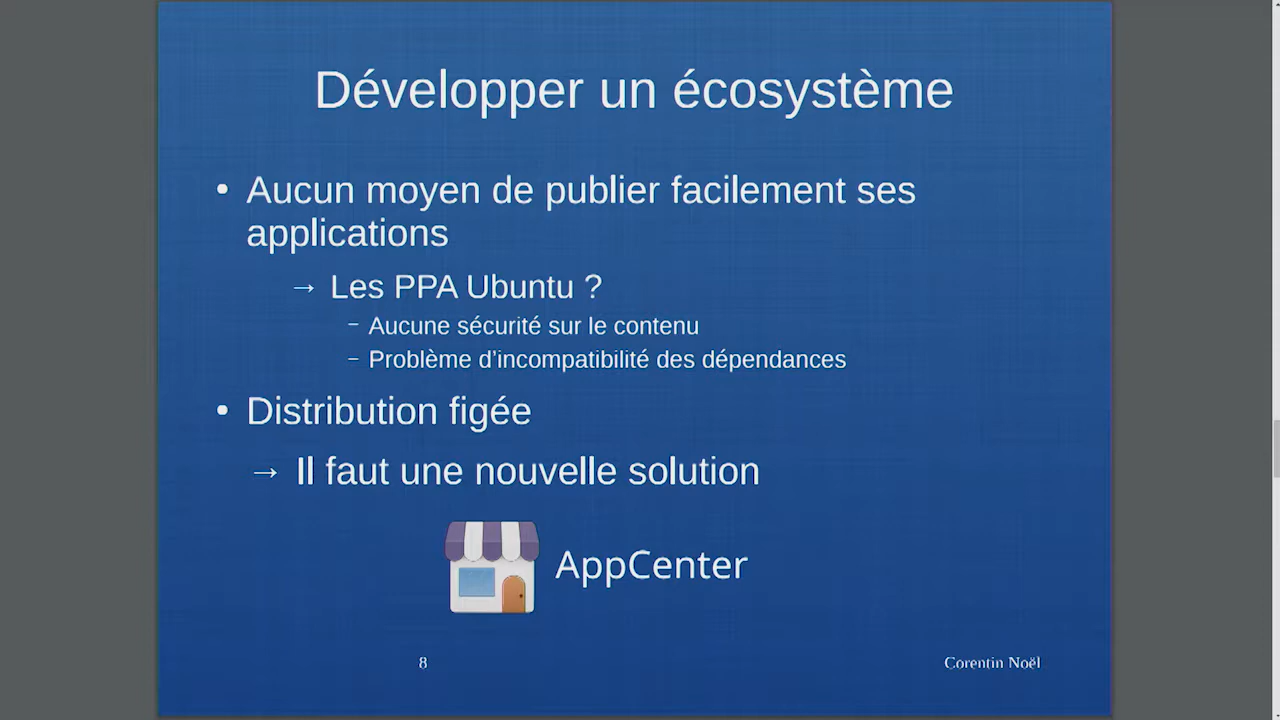 Développer un écosystème
• Aucun moyen de publier facilement ses
applications
→ Les PPA Ubuntu ?
– Aucune sécurité sur le contenu
– Problème d’incompatibilité des dépendances
• Distribution figée
→ Il faut une nouvelle solution
AppCenter
8
Corentin Noël